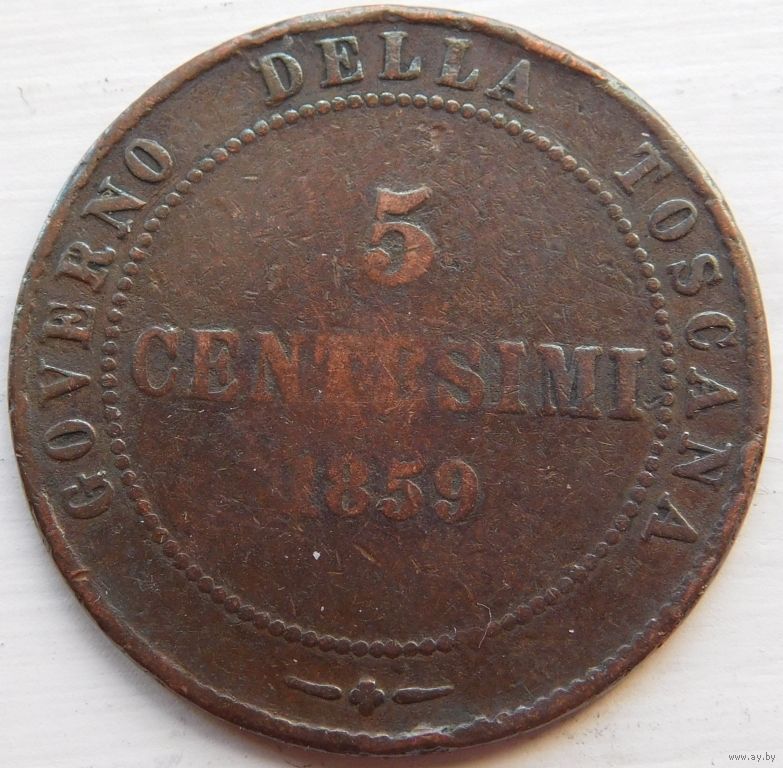 GOVERNO DELLA TOSCANA
5
CENTESIMI
1859
www.ay.by